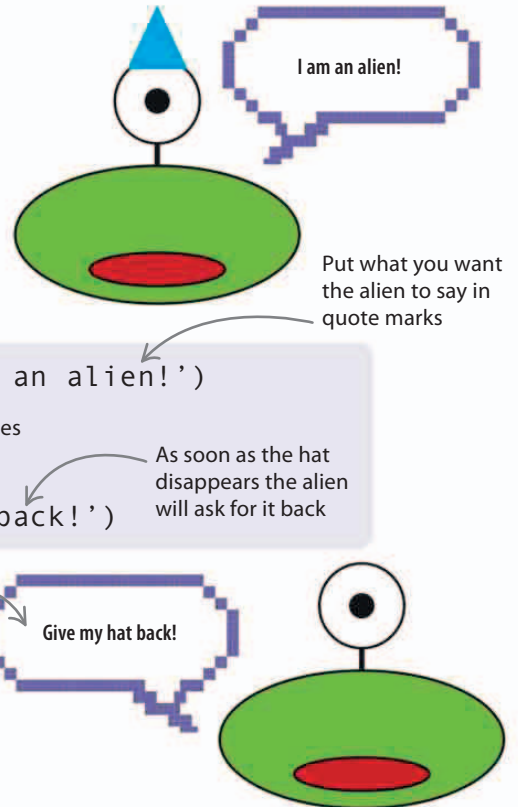 I am an alien!
Put what you want
the alien to say in
quote marks
an alien!')
es
As soon as the hat
disappears the alien
will ask for it back
back!')
Give my hat back!